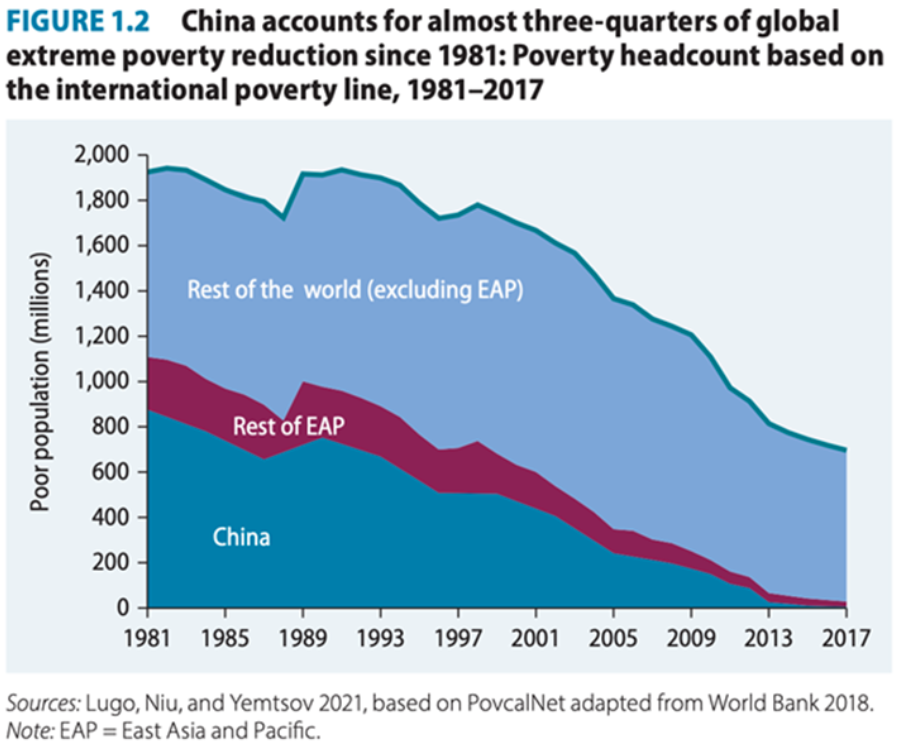 FIGURE 1.2 China accounts for almost three-quarters of global
extreme poverty reduction since 1981: Poverty headcount based on
the international poverty line, 1981–2017
Poor population (millions)
2,000
1,800
1,600
1,400
1,200
1,000
800
600
400
200
0
Rest of the world (excluding EAP)
Rest of EAP
China
1981 1985 1989 1993 1997 2001 2005 2009 2013 2017
Sources: Lugo, Niu, and Yemtsov 2021, based on PovcalNet adapted from World Bank 2018.
Note: EAP = East Asia and Pacific.